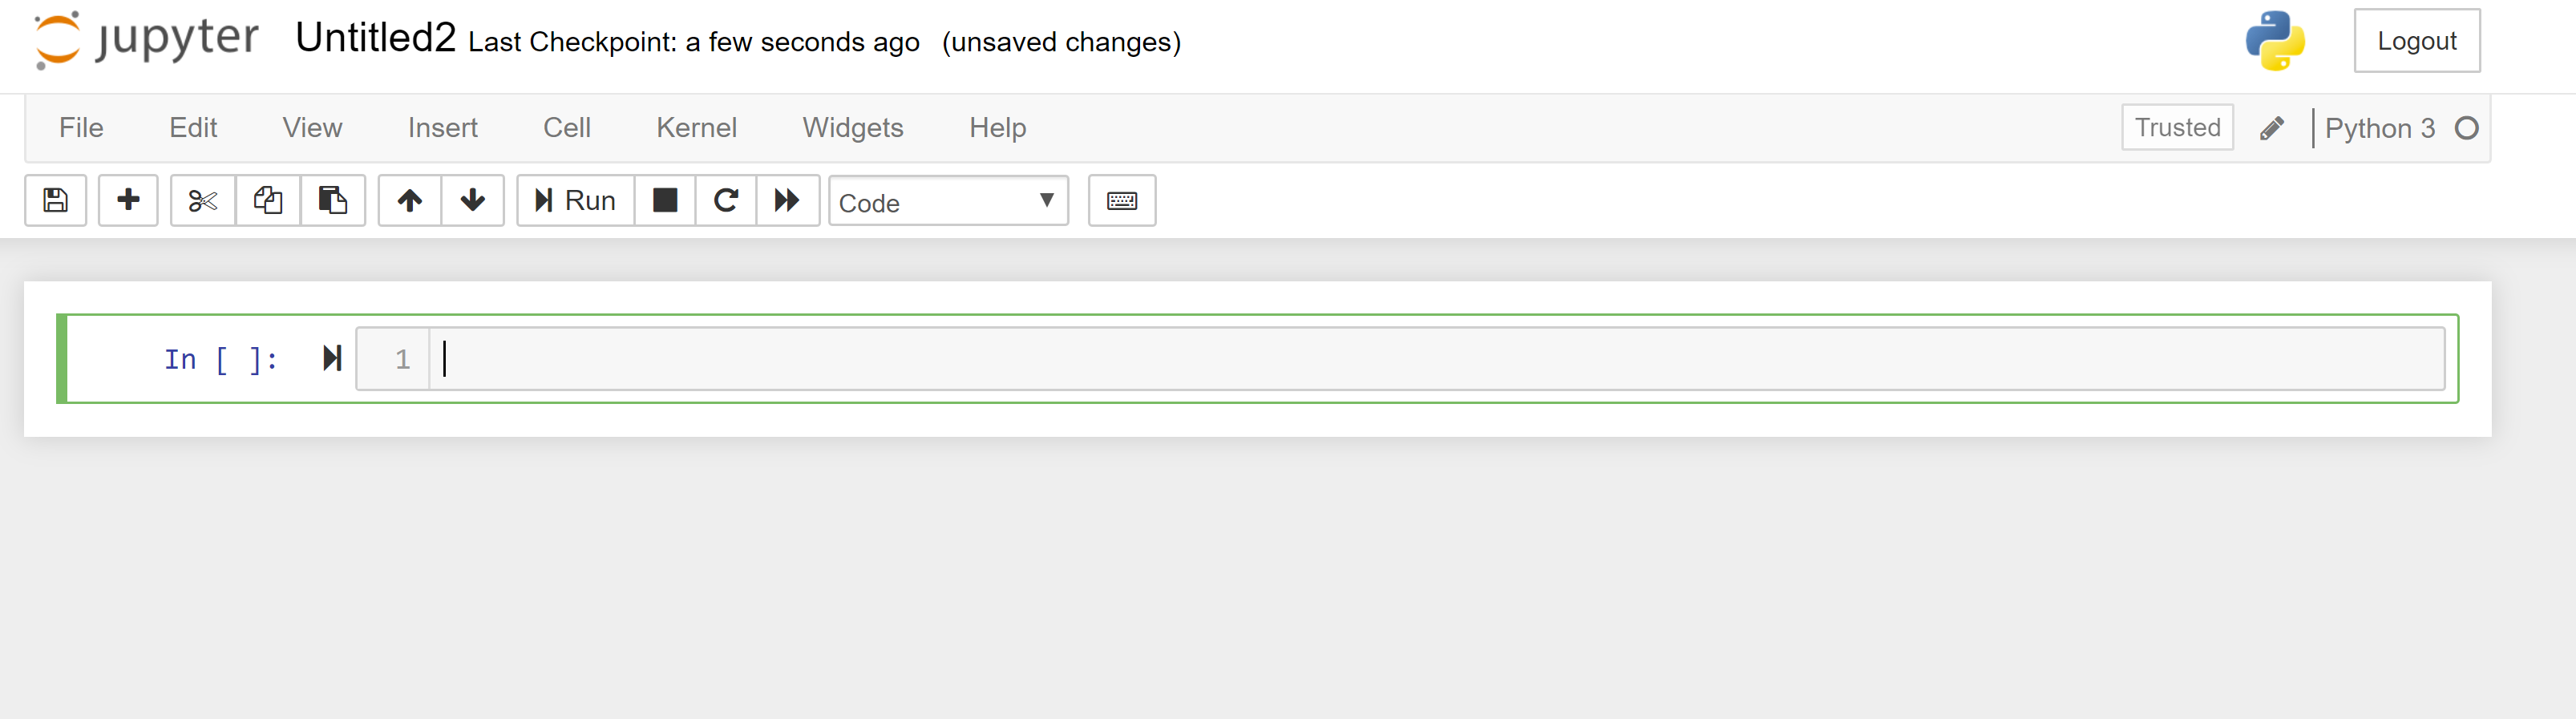 jupyter Untitled2 Last Checkpoint: a few seconds ago (unsaved changes) Logout
File Edit View Insert Cell Kernel Widgets Help Trusted Python 3
Run Code
In [ ]: 1